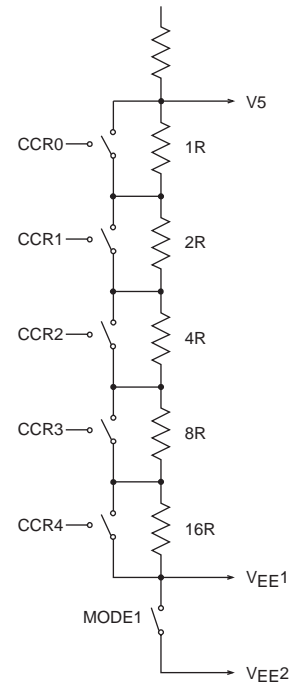 V5
CCR0
1R
CCR1
2R
CCR2
4R
CCR3
8R
CCR4
16R
VEE1
MODE1
VEE2